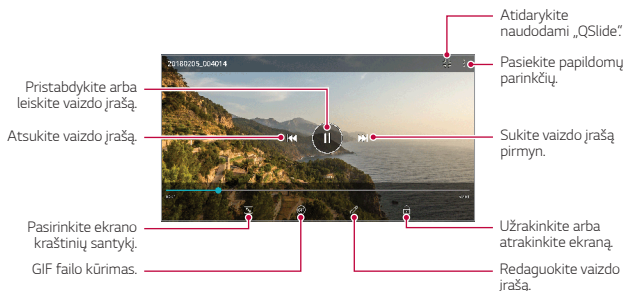 Atidarykite
naudodami „QSlide“.
20180205_004014
Pasiekite papildomų
parinkčių.
Pristabdykite arba
leiskite vaizdo įrašą.
Atsukite vaizdo įrašą.
Sukite vaizdo įrašą
pirmyn.
Pasirinkite ekrano
kraštinių santykį.
GIF failo kūrimas.
Užrakinkite arba
atrakinkite ekraną.
Redaguokite vaizdo
įrašą.